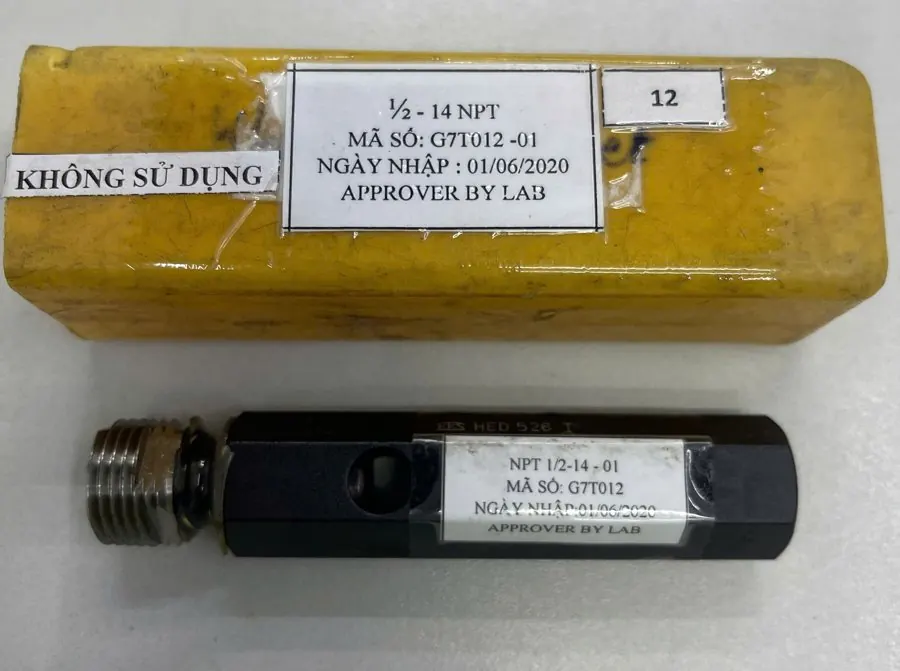 ½ - 14 NPT
MÃ SỐ: G7T012 -01
NGÀY NHẬP : 01/06/2020
APPROVER BY LAB
12
KHÔNG SỬ DỤNG
HED 526 I
NPT 1/2-14 - 01
MÃ SỐ: G7T012
NGÀY NHẬP:01/06/2020
APPROVER BY LAB